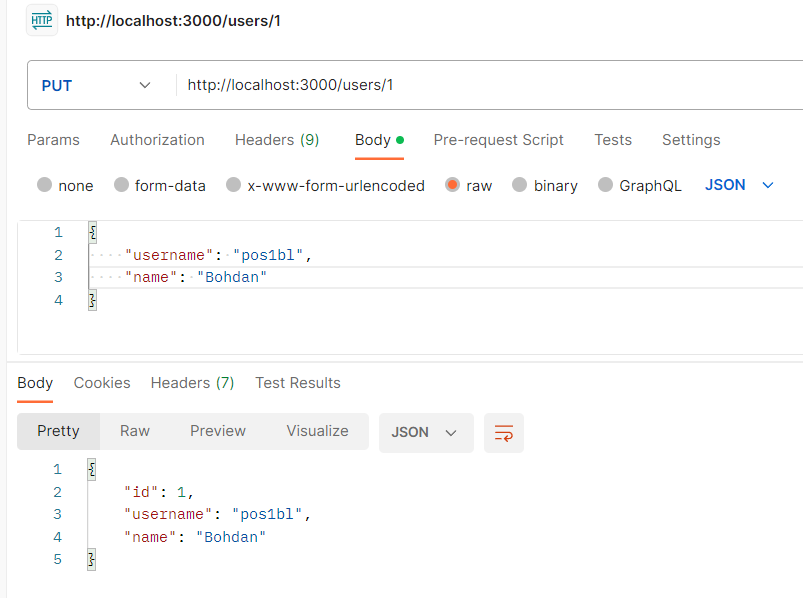 HTTP http://localhost:3000/users/1
PUT http://localhost:3000/users/1
Params Authorization Headers (9) Body Pre-request Script Tests Settings
none form-data x-www-form-urlencoded raw binary GraphQL JSON
1 {
2 "username": "pos1bl",
3 "name": "Bohdan"
4 }
Body Cookies Headers (7) Test Results
Pretty Raw Preview Visualize JSON
1 {
2 "id": 1,
3 "username": "pos1bl",
4 "name": "Bohdan"
5 }